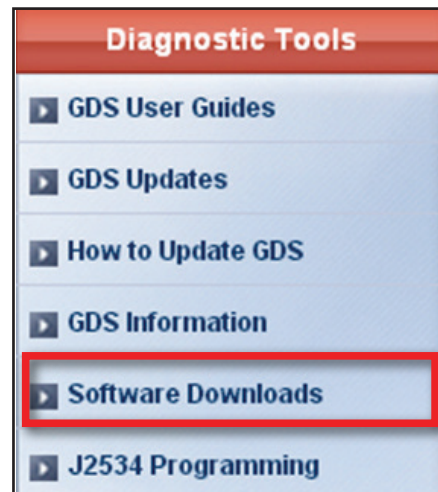 Diagnostic Tools
GDS User Guides
GDS Updates
How to Update GDS
GDS Information
Software Downloads
J2534 Programming